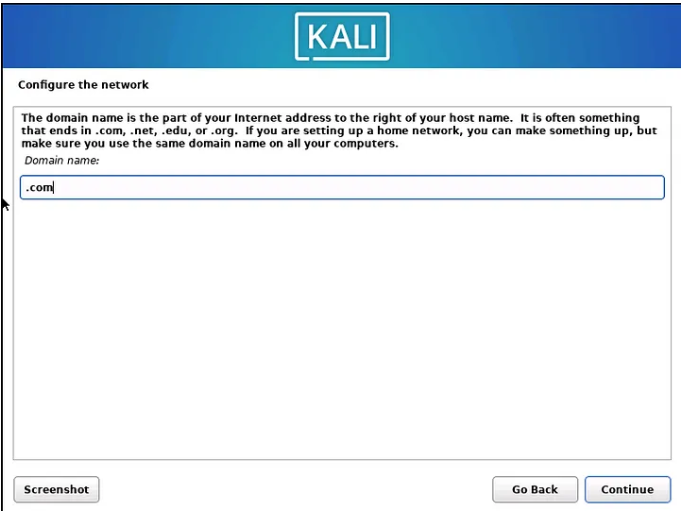 KALI
Configure the network
The domain name is the part of your Internet address to the right of your host name.  It is often something
that ends in .com, .net, .edu, or .org.  If you are setting up a home network, you can make something up, but
make sure you use the same domain name on all your computers.
Domain name:
.com
Screenshot
Go Back
Continue